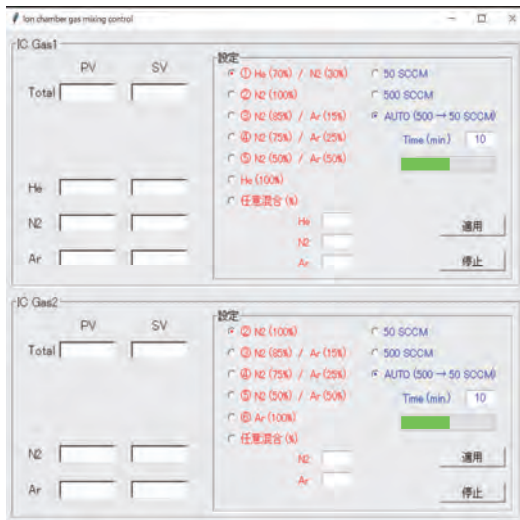 Ion chamber gas mixing control
IC Gas1
PV SV
Total
He
N2
Ar
設定
① He (70%) / N2 (30%)
② N2 (100%)
③ N2 (85%) / Ar (15%)
④ N2 (75%) / Ar (25%)
⑤ N2 (50%) / Ar (50%)
He (100%)
任意混合 (%)
He
N2
Ar
50 SCCM
500 SCCM
AUTO (500 → 50 SCCM)
Time (min.) 10
適用
停止
IC Gas2
PV SV
Total
N2
Ar
設定
② N2 (100%)
③ N2 (85%) / Ar (15%)
④ N2 (75%) / Ar (25%)
⑤ N2 (50%) / Ar (50%)
⑥ Ar (100%)
任意混合 (%)
N2
Ar
50 SCCM
500 SCCM
AUTO (500 → 50 SCCM)
Time (min.) 10
適用
停止